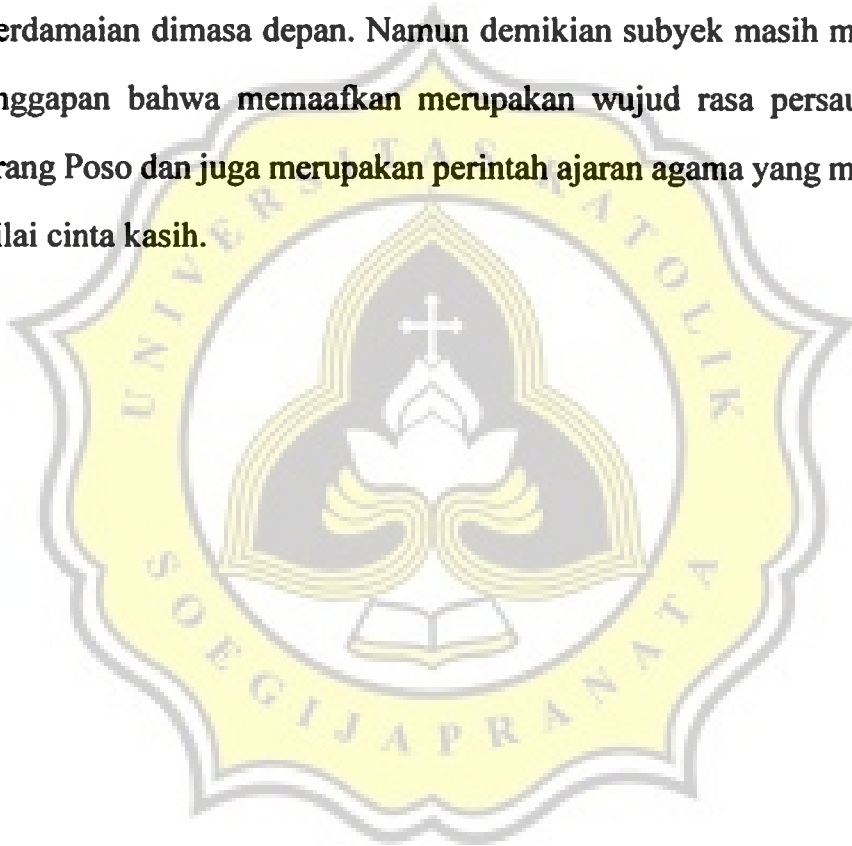 erdamaian dimasa depan. Namun demikian subyek masih m
nggapan bahwa memaafkan merupakan wujud rasa persau
rang Poso dan juga merupakan perintah ajaran agama yang m
ilai cinta kasih.
UNIVERSITAS KATOLIK
SOEGIJAPRANATA